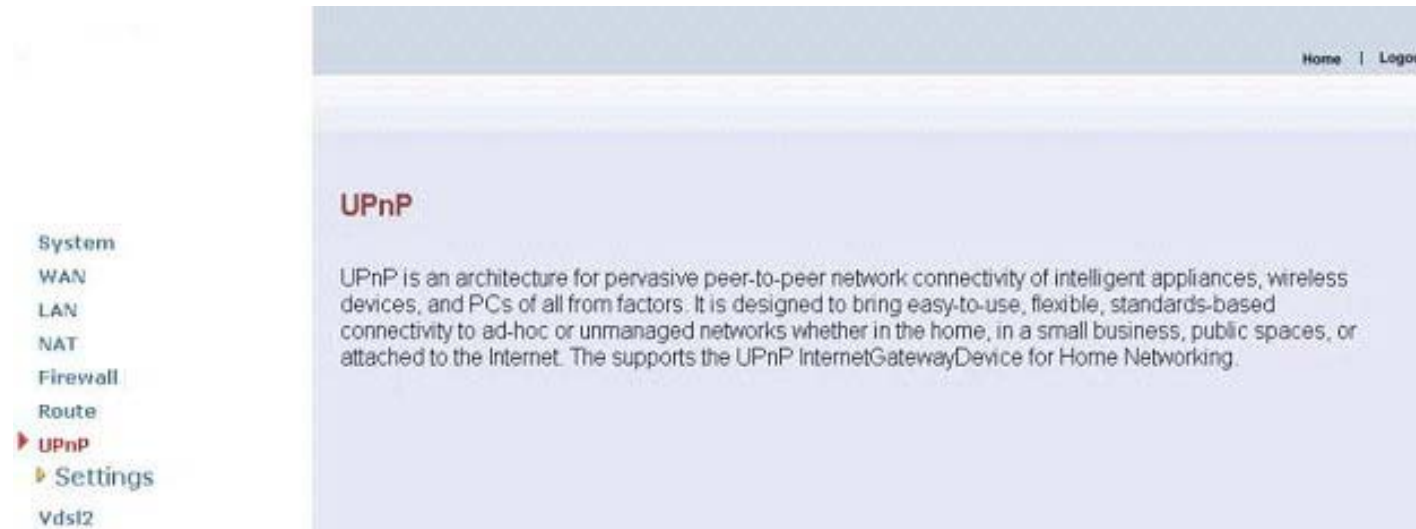 Home | Logou
UPnP
System
WAN
LAN
NAT
Firewall
Route
UPnP
Settings
Vdsl2
UPnP is an architecture for pervasive peer-to-peer network connectivity of intelligent appliances, wireless
devices, and PCs of all from factors. It is designed to bring easy-to-use, flexible, standards-based
connectivity to ad-hoc or unmanaged networks whether in the home, in a small business, public spaces, or
attached to the Internet. The supports the UPnP InternetGatewayDevice for Home Networking.